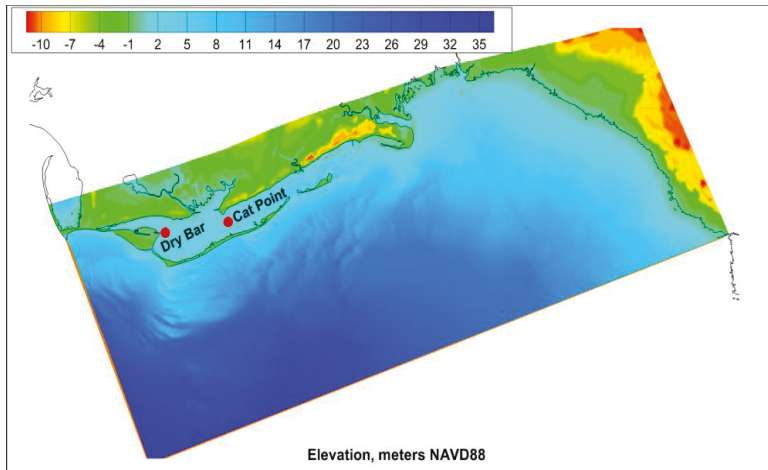 -10 -7 -4 -1 2 5 8 11 14 17 20 23 26 29 32 35
Cat Point
Dry Bar
Elevation, meters NAVD88